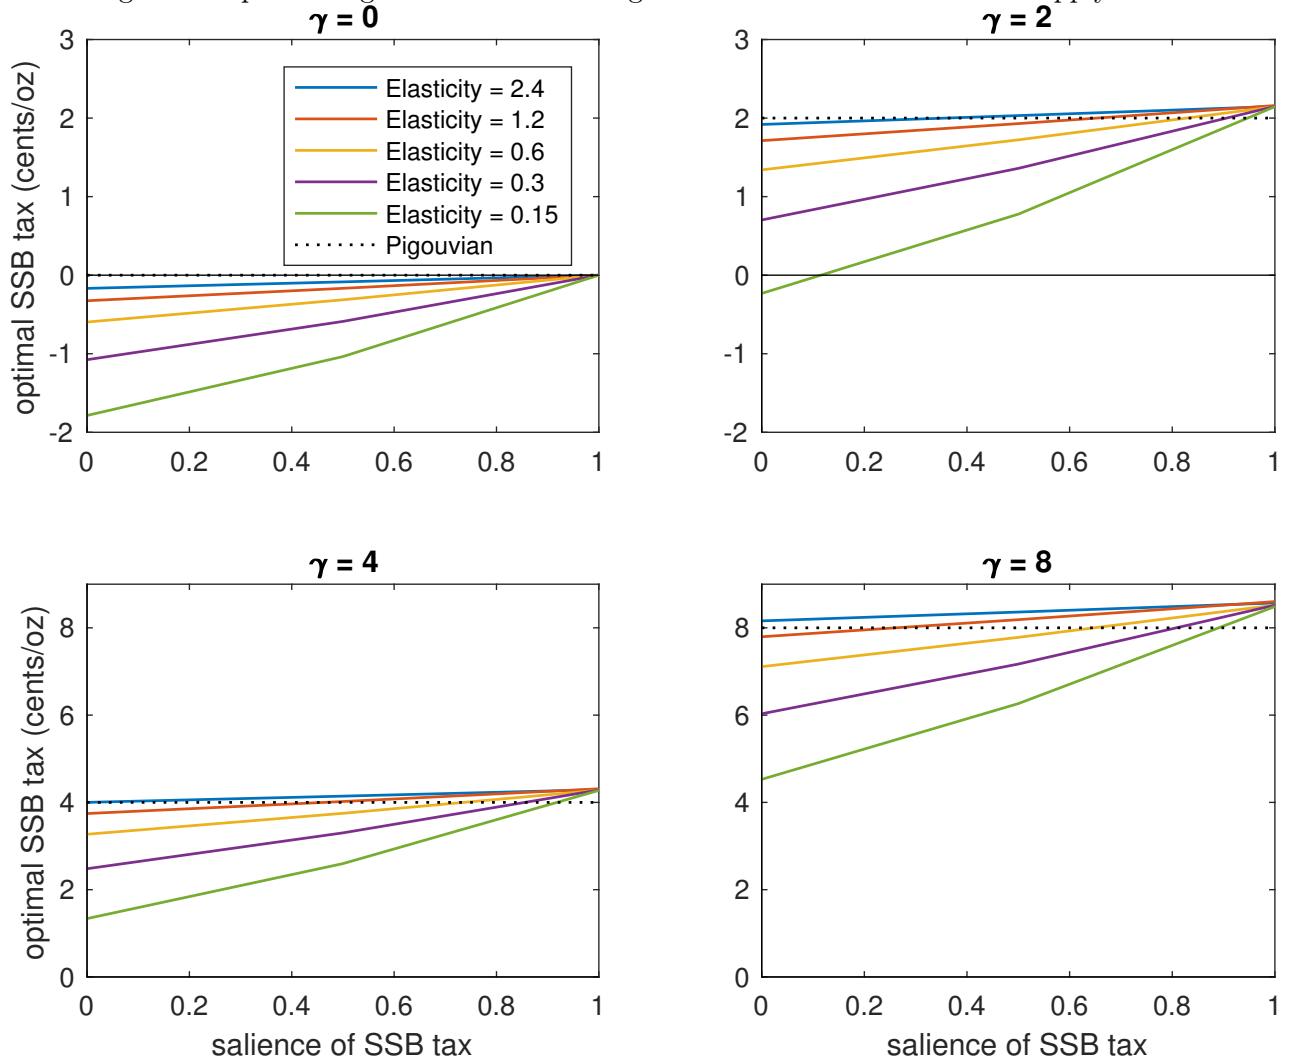 γ = 0
γ = 2
3
2
1
0
-1
-2
optimal SSB tax (cents/oz)
Elasticity = 2.4
Elasticity = 1.2
Elasticity = 0.6
Elasticity = 0.3
Elasticity = 0.15
Pigouvian
0 0.2 0.4 0.6 0.8 1
3
2
1
0
-1
-2
0 0.2 0.4 0.6 0.8 1
γ = 4
γ = 8
8
6
4
2
0
optimal SSB tax (cents/oz)
0 0.2 0.4 0.6 0.8 1
salience of SSB tax
8
6
4
2
0
0 0.2 0.4 0.6 0.8 1
salience of SSB tax